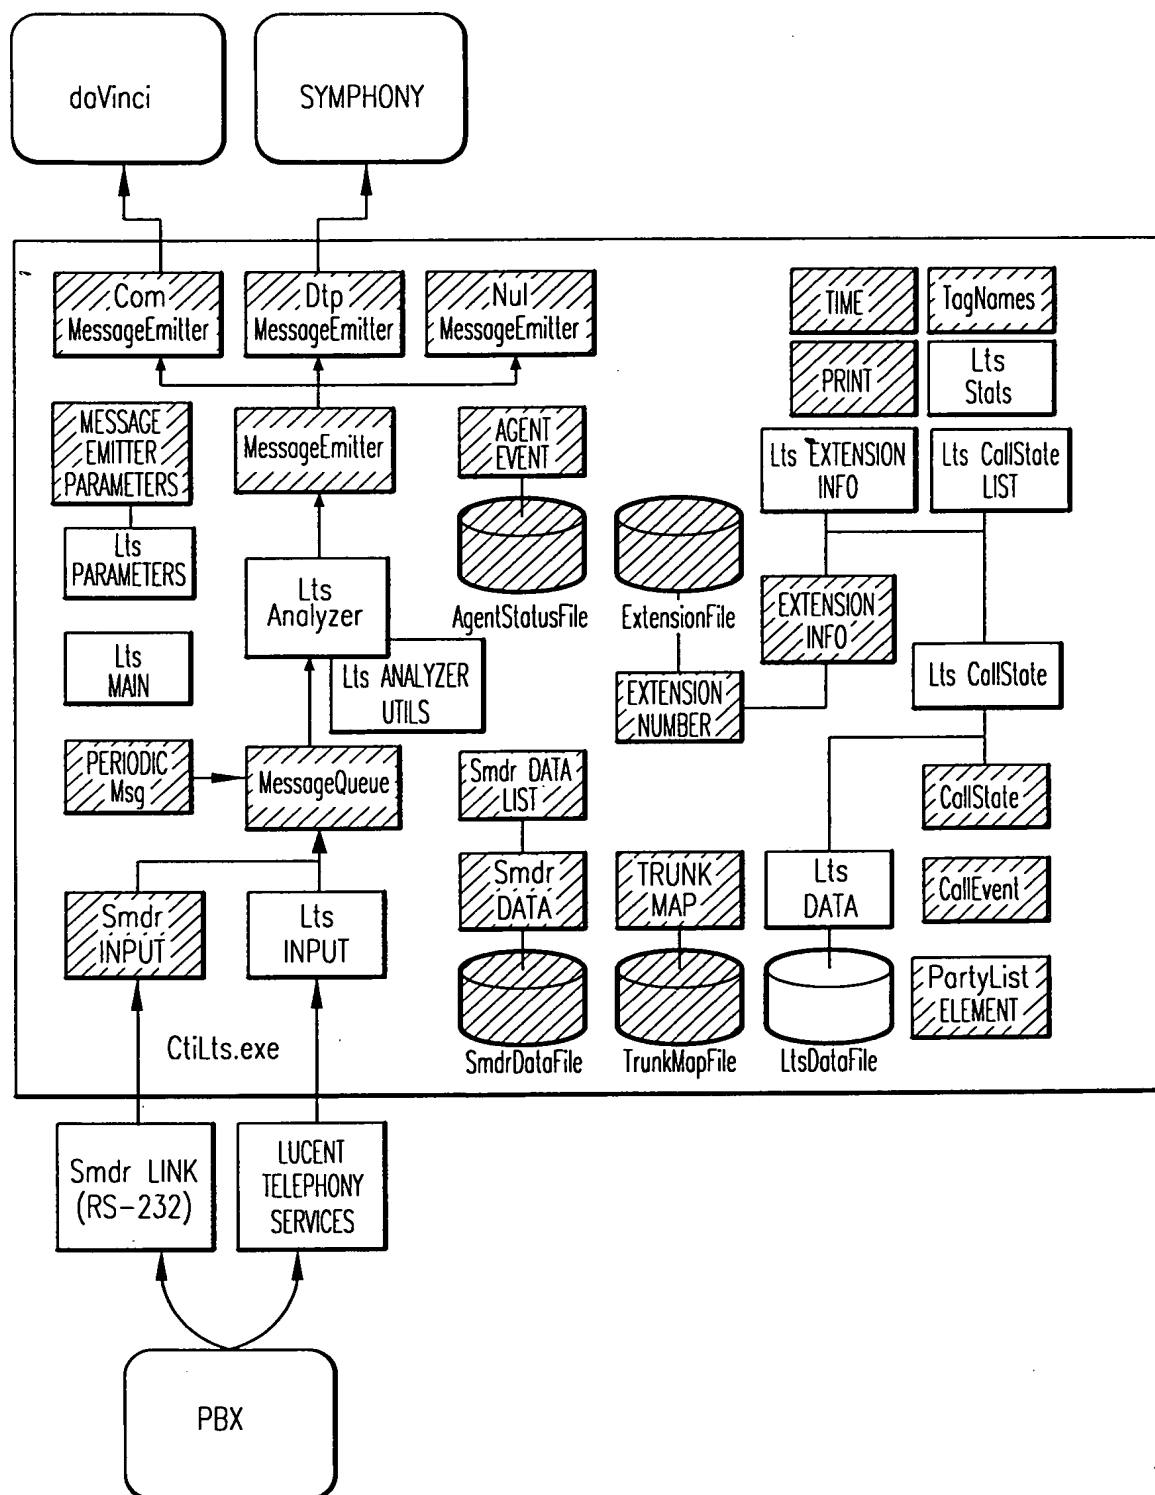 daVinci
SYMPHONY
Com
MessageEmitter
Dtp
MessageEmitter
Nul
MessageEmitter
TIME
TagNames
PRINT
Lts
Stats
MESSAGE
EMITTER
PARAMETERS
MessageEmitter
AGENT
EVENT
Lts EXTENSION
INFO
Lts CallState
LIST
Lts
PARAMETERS
Lts
Analyzer
AgentStatusFile
ExtensionFile
EXTENSION
INFO
Lts
MAIN
Lts ANALYZER
UTILS
EXTENSION
NUMBER
Lts CallState
PERIODIC
Msg
MessageQueue
Smdr DATA
LIST
CallState
Smdr
INPUT
Lts
INPUT
Smdr
DATA
TRUNK
MAP
Lts
DATA
CallEvent
PartyList
ELEMENT
CtiLts.exe
SmdrDataFile
TrunkMapFile
LtsDataFile
Smdr LINK
(RS-232)
LUCENT
TELEPHONY
SERVICES
PBX